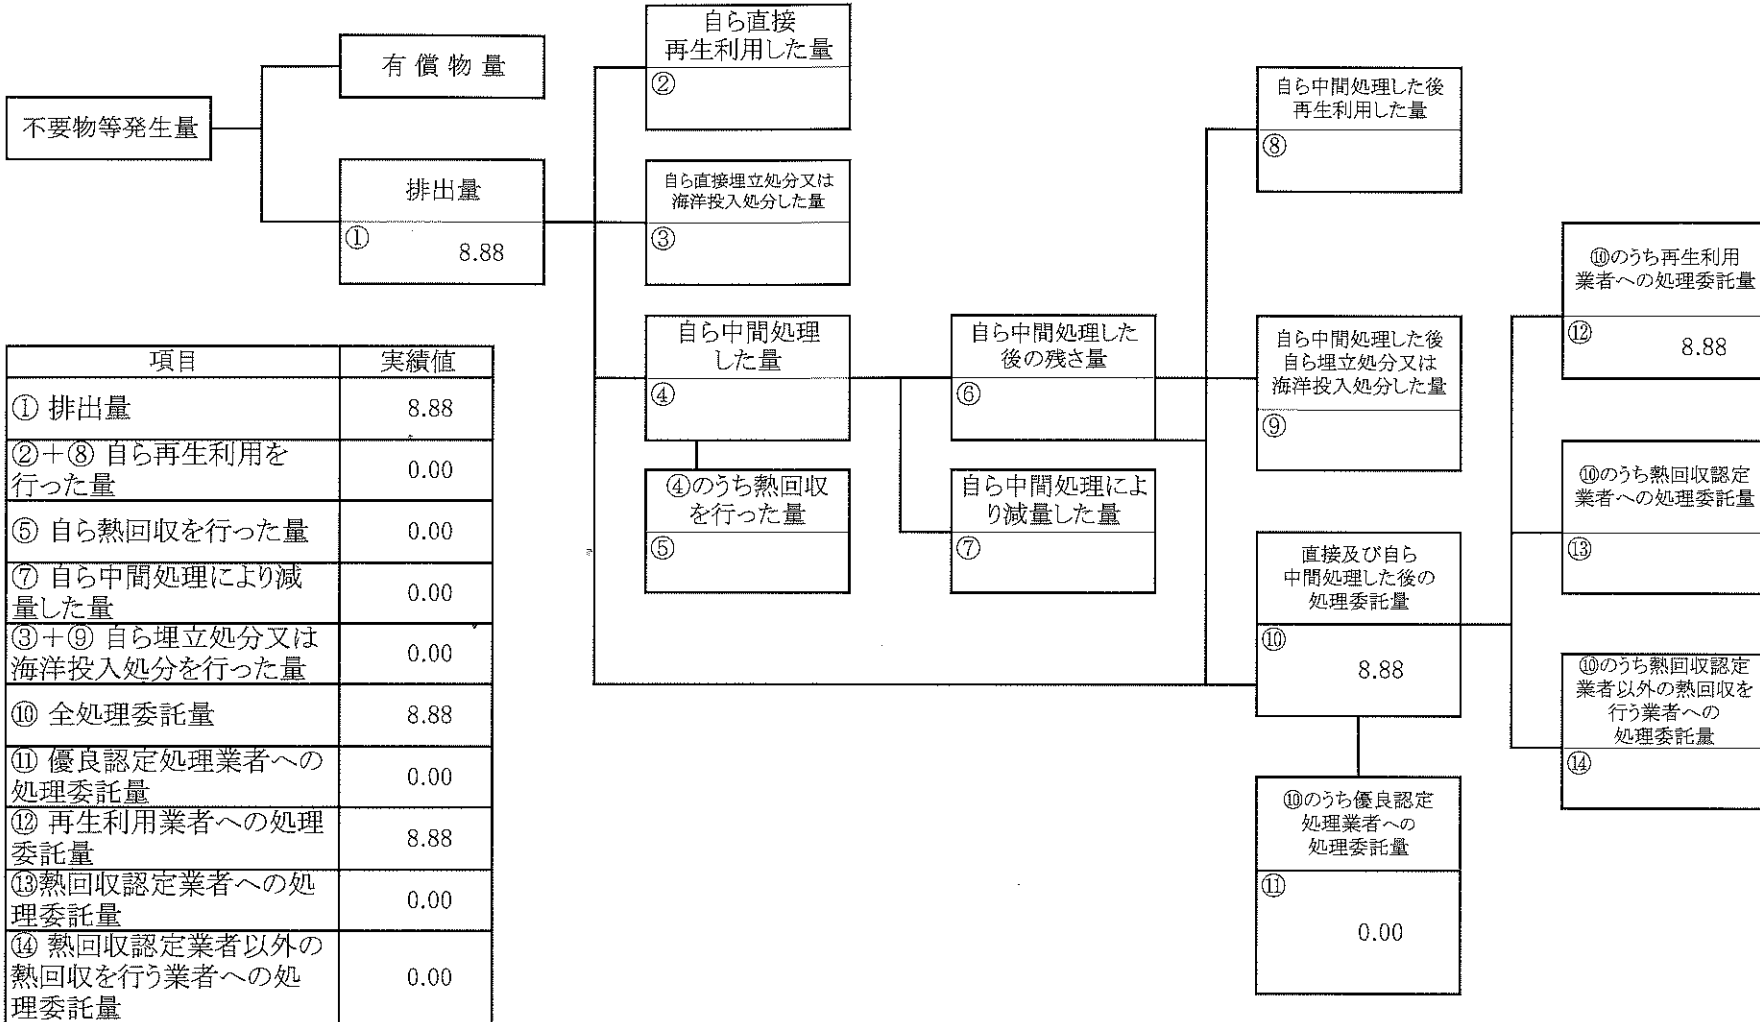 不要物等発生量
有償物量
排出量
①
8.88
自ら直接
再生利用した量
②
自ら直接埋立処分又は
海洋投入処分した量
③
自ら中間処理
した量
④
④のうち熱回収
を行った量
⑤
自ら中間処理した
後の残さ量
⑥
自ら中間処理によ
り減量した量
⑦
自ら中間処理した後
再生利用した量
⑧
自ら中間処理した後
自ら埋立処分又は
海洋投入処分した量
⑨
直接及び自ら
中間処理した後の
処理委託量
⑩
8.88
⑩のうち優良認定
処理業者への
処理委託量
⑪
0.00
⑩のうち再生利用
業者への処理委託量
⑫
8.88
⑩のうち熱回収認定
業者への処理委託量
⑬
⑩のうち熱回収認定
業者以外の熱回収を
行う業者への
処理委託量
⑭
項目 実績値
① 排出量 8.88
②+⑧ 自ら再生利用を
行った量 0.00
⑤ 自ら熱回収を行った量 0.00
⑦ 自ら中間処理により減
量した量 0.00
③+⑨ 自ら埋立処分又は
海洋投入処分を行った量 0.00
⑩ 全処理委託量 8.88
⑪ 優良認定処理業者への
処理委託量 0.00
⑫ 再生利用業者への処理
委託量 8.88
⑬熱回収認定業者への処
理委託量 0.00
⑭ 熱回収認定業者以外の
熱回収を行う業者への処
理委託量 0.00